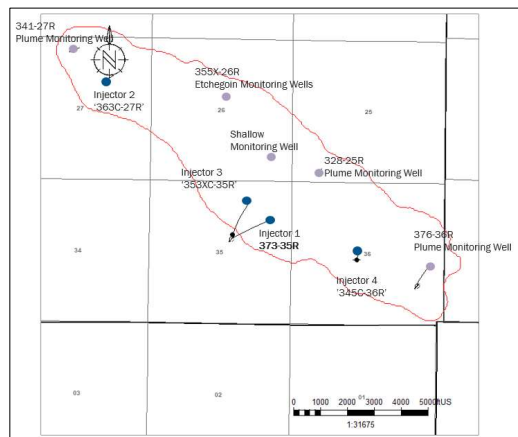 341-27R
Plume Monitoring Well
N
Injector 2
'363C-27R'
27
355X-26R
Etchegoin Monitoring Wells
26
25
Shallow
Monitoring Well
328-25R
Plume Monitoring Well
Injector 3
'353XC-35R'
Injector 1
373-35R
34
35
36
376-36R
Plume Monitoring Well
Injector 4
'345C-36R'
03
02
01
0 1000 2000 3000 4000 5000ftUS
1:31675